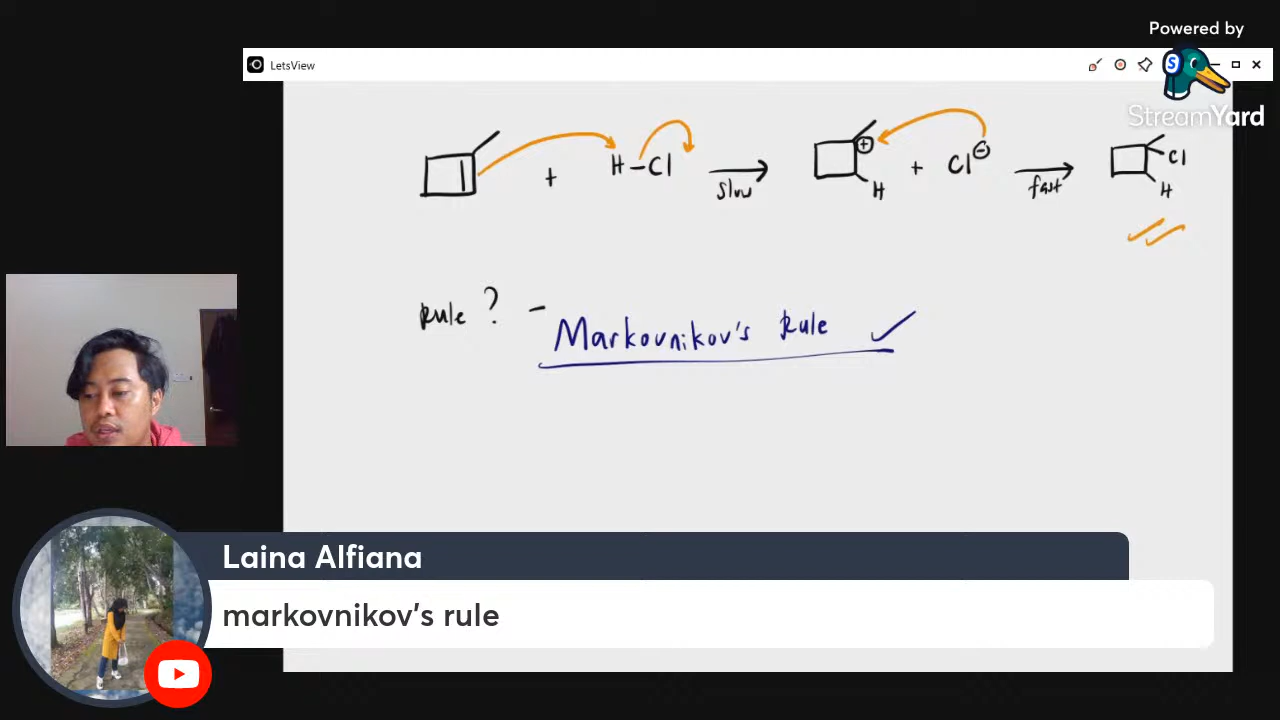 Powered by
StreamYard
LetsView
H-Cl
+
slow
⊕
H
+
Cl⊖
fast
Cl
H
Rule ? - Markovnikov's Rule
Laina Alfiana
markovnikov's rule